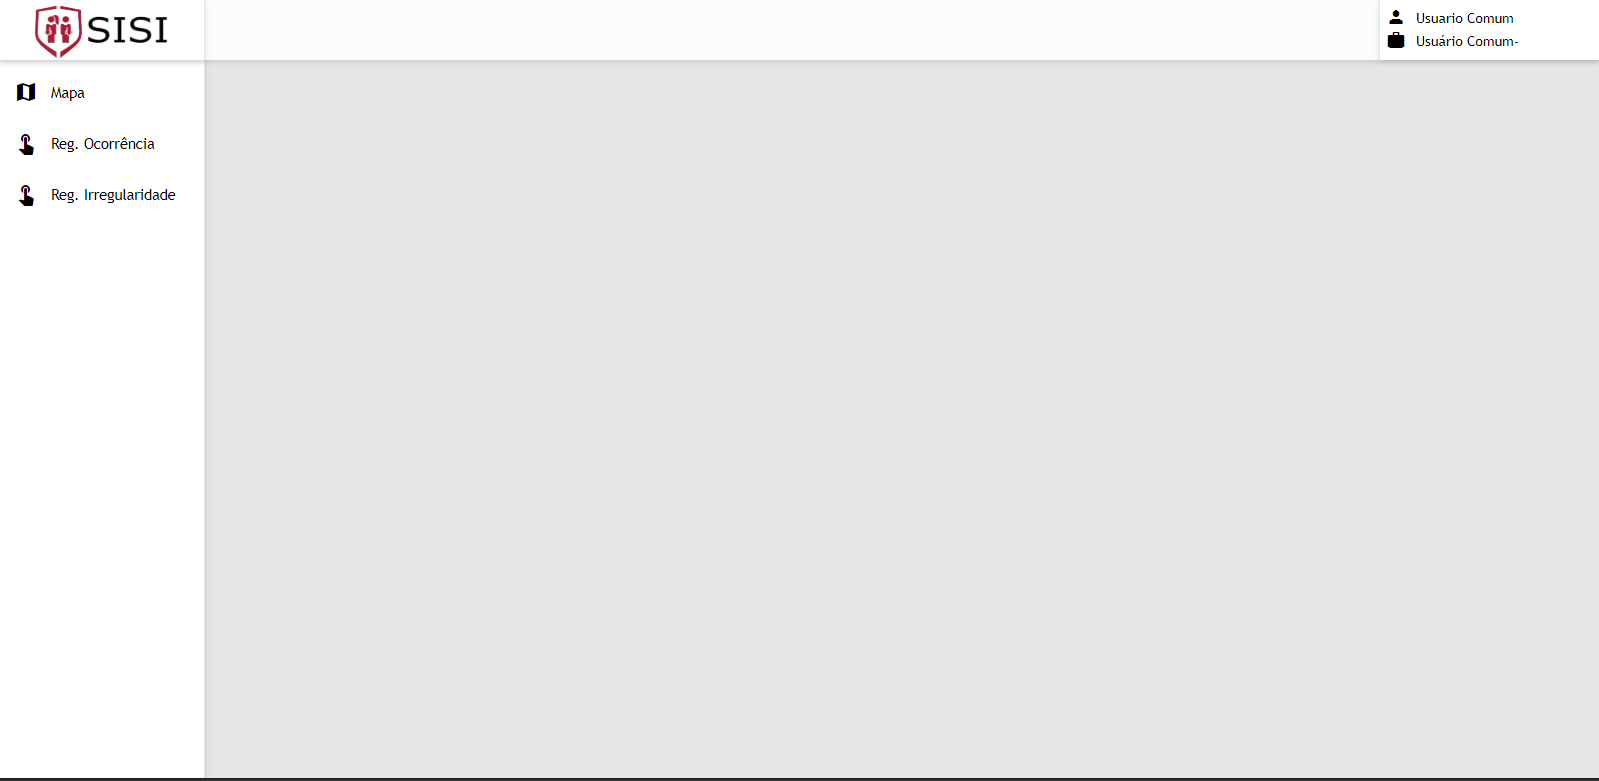 SISI
Usuario Comum
Usuário Comum-
Mapa
Reg. Ocorrência
Reg. Irregularidade